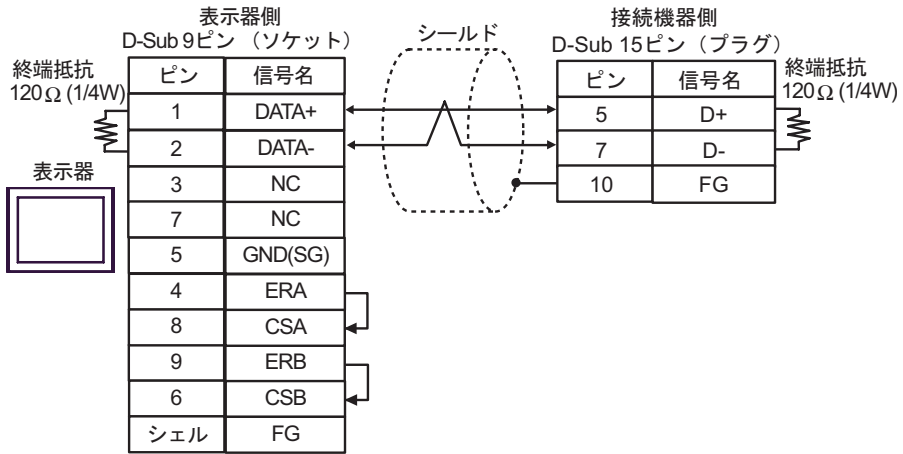 表示器側
D-Sub 9ピン （ソケット）
シールド
接続機器側
D-Sub 15ピン（プラグ）
終端抵抗
120Ω (1/4W)
ピン 信号名
1 DATA+
2 DATA-
3 NC
7 NC
5 GND(SG)
4 ERA
8 CSA
9 ERB
6 CSB
シェル FG
表示器
ピン 信号名
5 D+
7 D-
10 FG
終端抵抗
120Ω (1/4W)